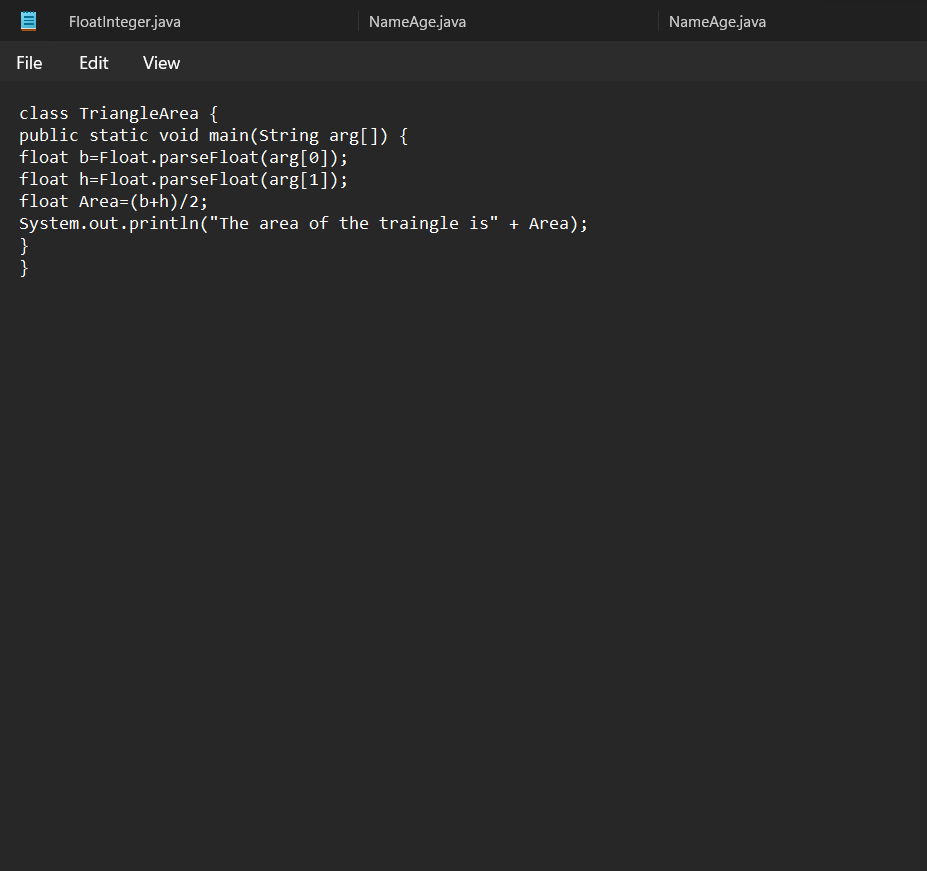 FloatInteger.java NameAge.java NameAge.java
File Edit View
class TriangleArea {
public static void main(String arg[]) {
float b=Float.parseFloat(arg[0]);
float h=Float.parseFloat(arg[1]);
float Area=(b+h)/2;
System.out.println("The area of the traingle is" + Area);
}
}